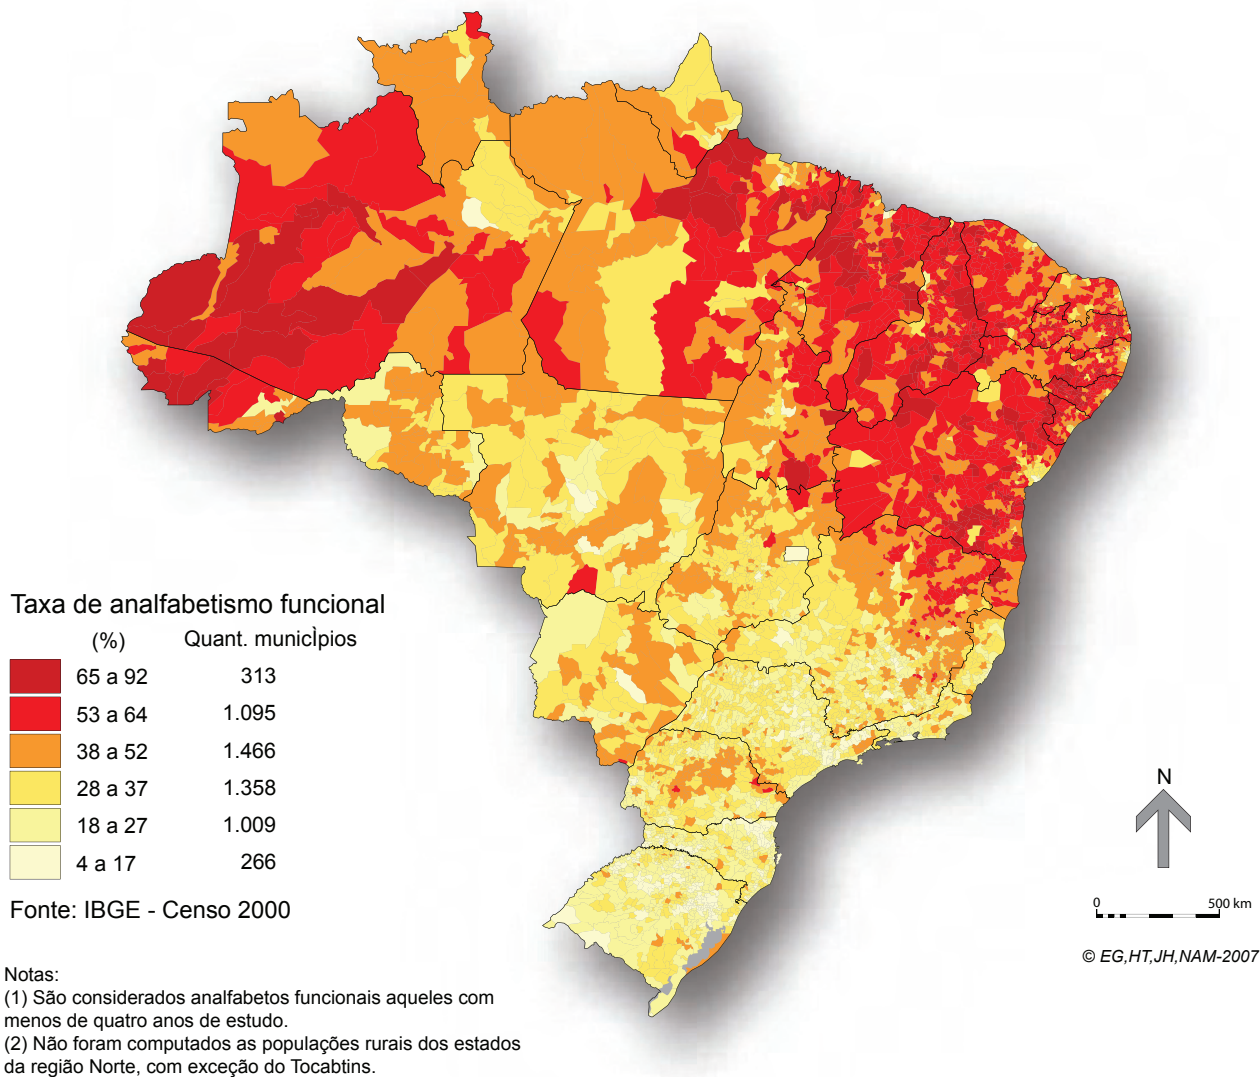 Taxa de analfabetismo funcional
(%) Quant. municÌpios
65 a 92 313
53 a 64 1.095
38 a 52 1.466
28 a 37 1.358
18 a 27 1.009
4 a 17 266
Fonte: IBGE - Censo 2000
Notas:
(1) São considerados analfabetos funcionais aqueles com
menos de quatro anos de estudo.
(2) Não foram computados as populações rurais dos estados
da região Norte, com exceção do Tocabtins.
N
0 500 km
© EG,HT,JH,NAM-2007